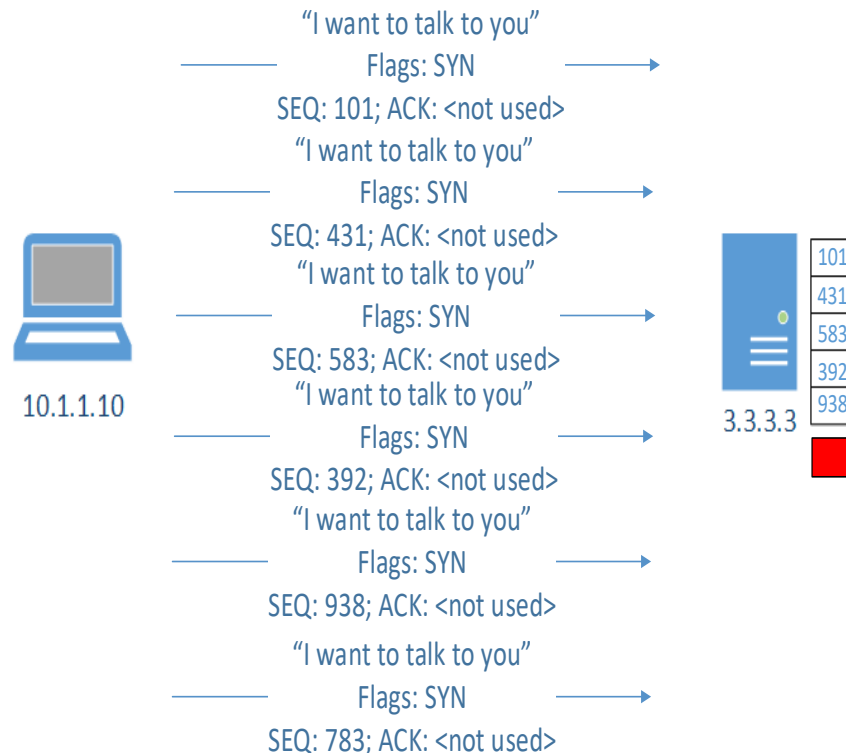 “I want to talk to you”
Flags: SYN
SEQ: 101; ACK: <not used>
“I want to talk to you”
Flags: SYN
SEQ: 431; ACK: <not used>
“I want to talk to you”
Flags: SYN
SEQ: 583; ACK: <not used>
“I want to talk to you”
Flags: SYN
SEQ: 392; ACK: <not used>
“I want to talk to you”
Flags: SYN
SEQ: 938; ACK: <not used>
“I want to talk to you”
Flags: SYN
SEQ: 783; ACK: <not used>
10.1.1.10
101
431
583
392
938
3.3.3.3